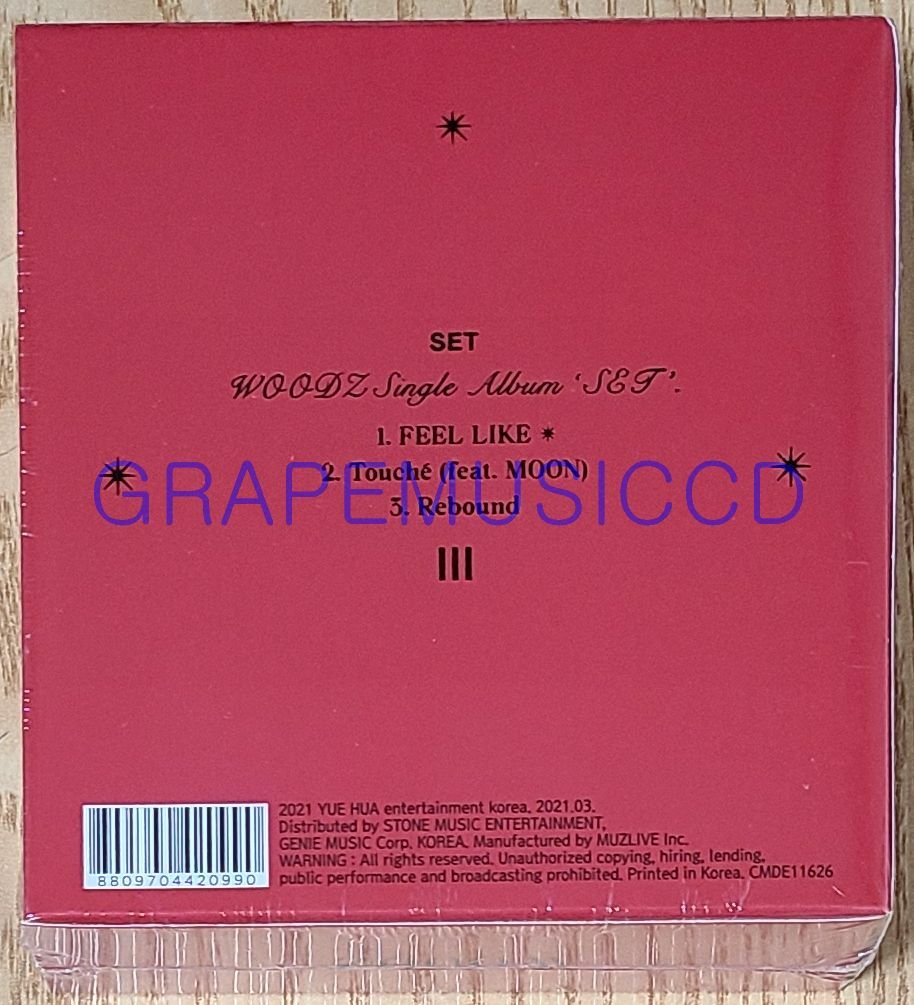 SET
WOODZ Single Album ‘SET’.
1. FEEL LIKE ✴
2. Touché (feat. MOON)
GRAPEMUSICCD
3. Rebound
III
2021 YUE HUA entertainment korea. 2021.03.
Distributed by STONE MUSIC ENTERTAINMENT,
GENIE MUSIC Corp. KOREA. Manufactured by MUZLIVE Inc.
WARNING : All rights reserved. Unauthorized copying, hiring, lending,
public performance and broadcasting prohibited. Printed in Korea. CMDE11626
8809704420990